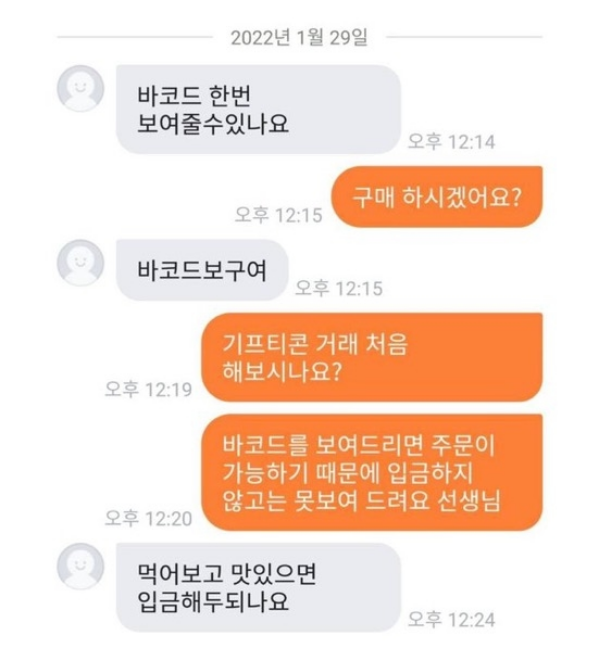 2022년 1월 29일
바코드 한번
보여줄수있나요
오후 12:14
구매 하시겠어요?
오후 12:15
바코드보구여
오후 12:15
기프티콘 거래 처음
해보시나요?
오후 12:19
바코드를 보여드리면 주문이
가능하기 때문에 입금하지
않고는 못보여 드려요 선생님
오후 12:20
먹어보고 맛있으면
입금해두되나요
오후 12:24